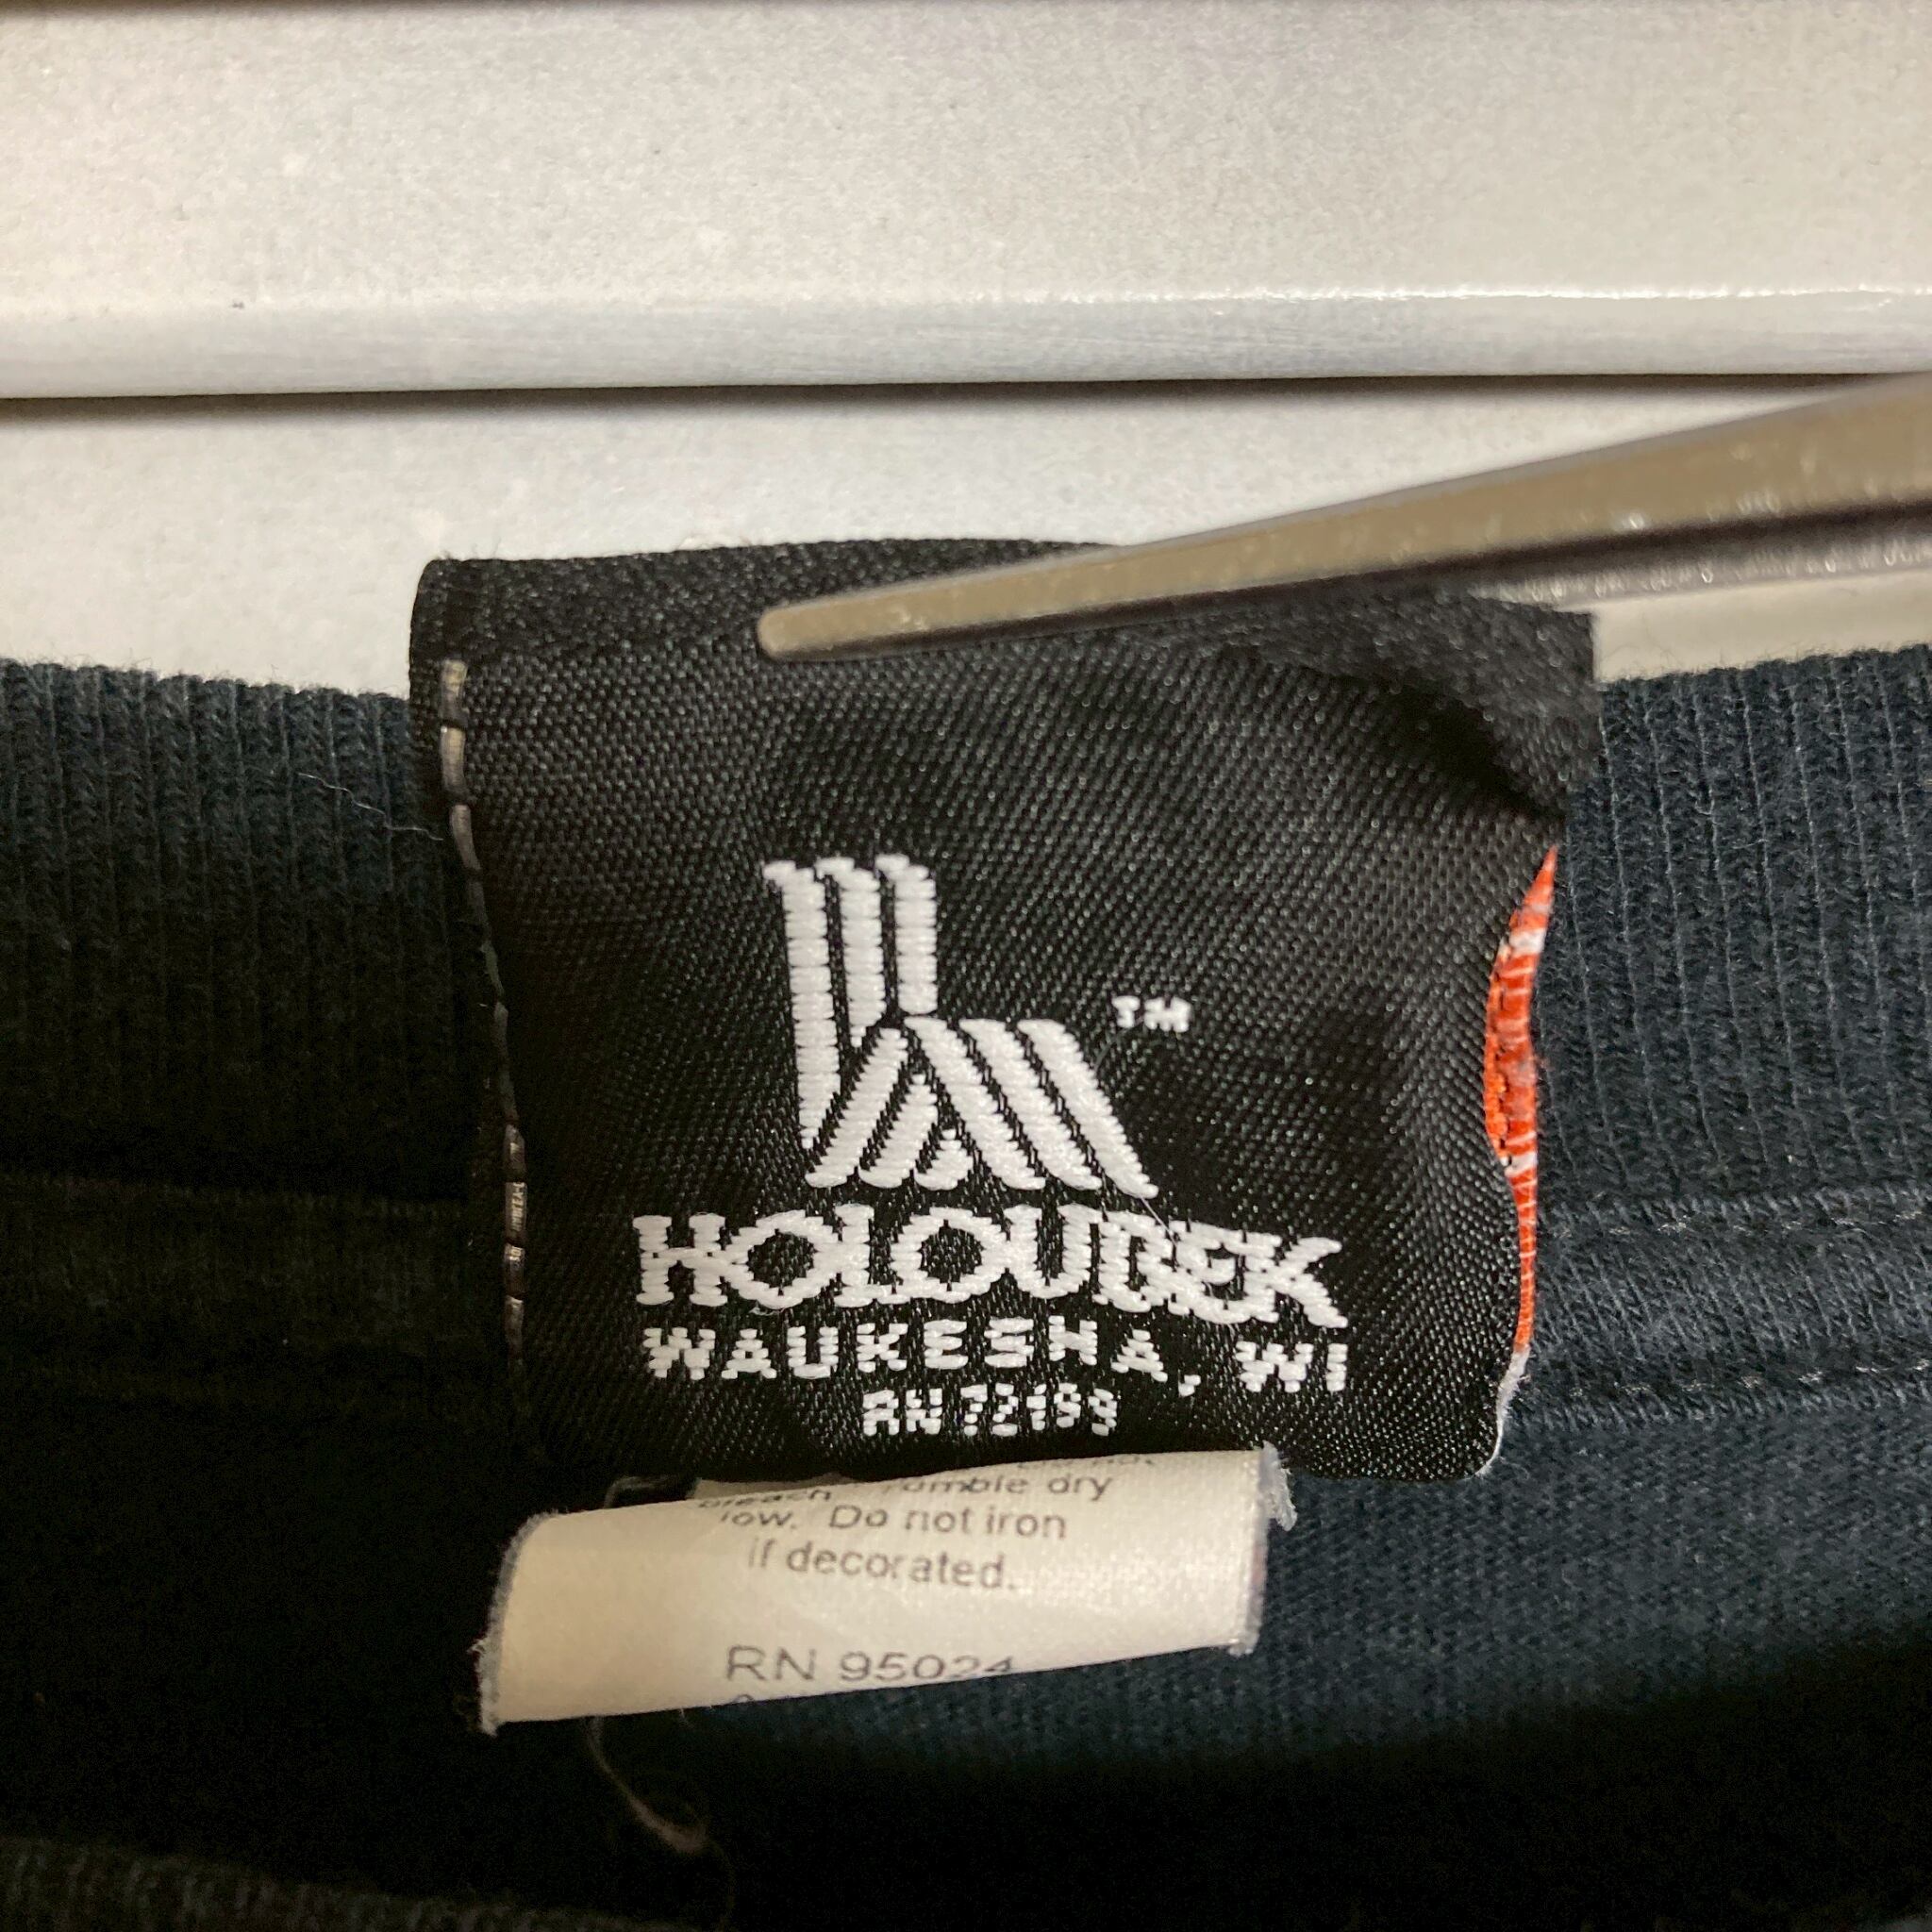 TM
HOLOUBEK
WAUKESHA, WI
RN 72199
bleach. Tumble dry
low. Do not iron
if decorated.
RN 95024